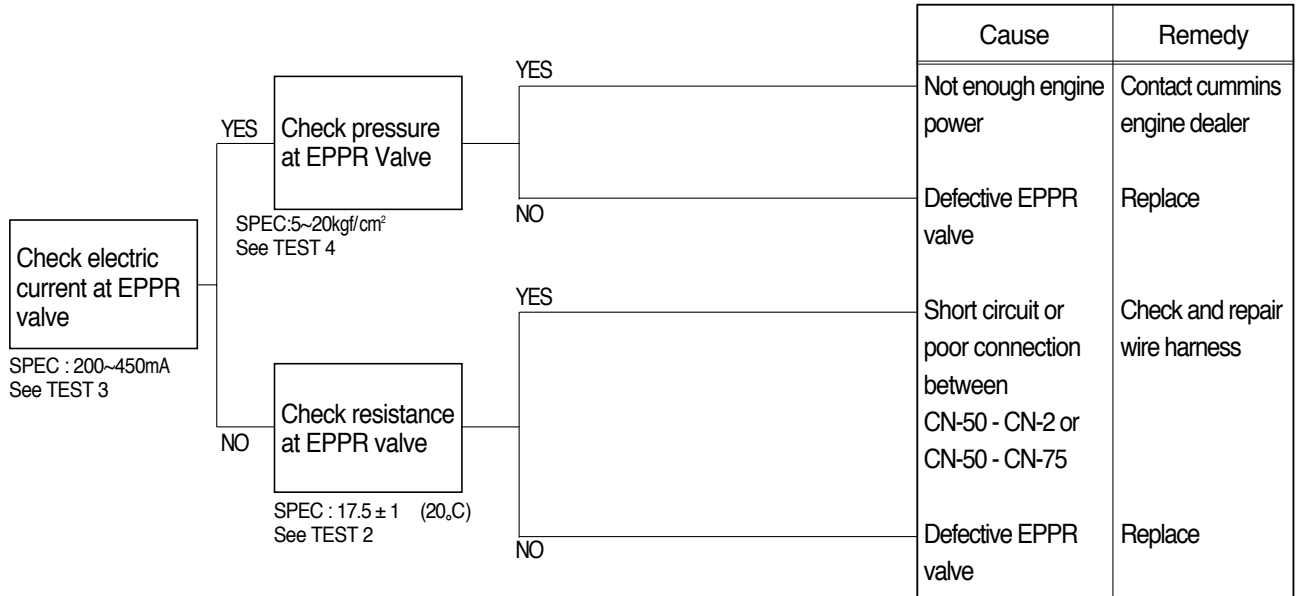 Check electric
current at EPPR
valve
SPEC : 200~450mA
See TEST 3
YES
Check pressure
at EPPR Valve
SPEC:5~20kgf/cm²
See TEST 4
NO
Check resistance
at EPPR valve
SPEC : 17.5 ± 1 (20°C)
See TEST 2
YES
NO
YES
NO
Cause Remedy
Not enough engine Contact cummins
power engine dealer
Defective EPPR Replace
valve
Short circuit or Check and repair
poor connection wire harness
between
CN-50 - CN-2 or
CN-50 - CN-75
Defective EPPR Replace
valve